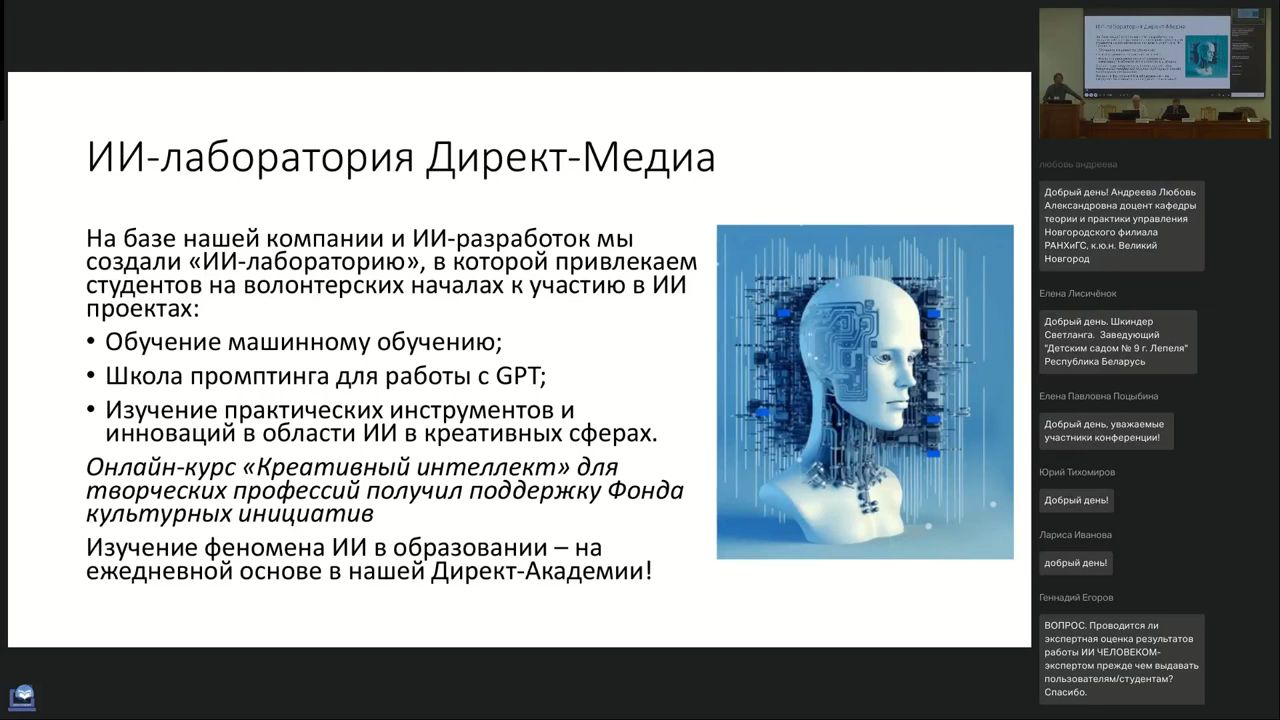 ИИ-лаборатория Директ-Медиа
На базе нашей компании и ИИ-разработок мы
создали «ИИ-лабораторию», в которой привлекаем
студентов на волонтерских началах к участию в ИИ
проектах:
• Обучение машинному обучению;
• Школа промптинга для работы с GPT;
• Изучение практических инструментов и
инноваций в области ИИ в креативных сферах.
Онлайн-курс «Креативный интеллект» для
творческих профессий получил поддержку Фонда
культурных инициатив
Изучение феномена ИИ в образовании – на
ежедневной основе в нашей Директ-Академии!
ИИ-лаборатория Директ-Медиа
любовь андреева
Добрый день! Андреева Любовь
Александровна доцент кафедры
теории и практики управления
Новгородского филиала
РАНХиГС, к.ю.н. Великий
Новгород
Елена Лисичёнок
Добрый день. Шкиндер
Светланга. Заведующий
"Детским садом № 9 г. Лепеля"
Республика Беларусь
Елена Павловна Поцыбина
Добрый день, уважаемые
участники конференции!
Юрий Тихомиров
Добрый день!
Лариса Иванова
добрый день!
Геннадий Егоров
ВОПРОС. Проводится ли
экспертная оценка результатов
работы ИИ ЧЕЛОВЕКОМ-
экспертом прежде чем выдавать
пользователям/студентам?
Спасибо.